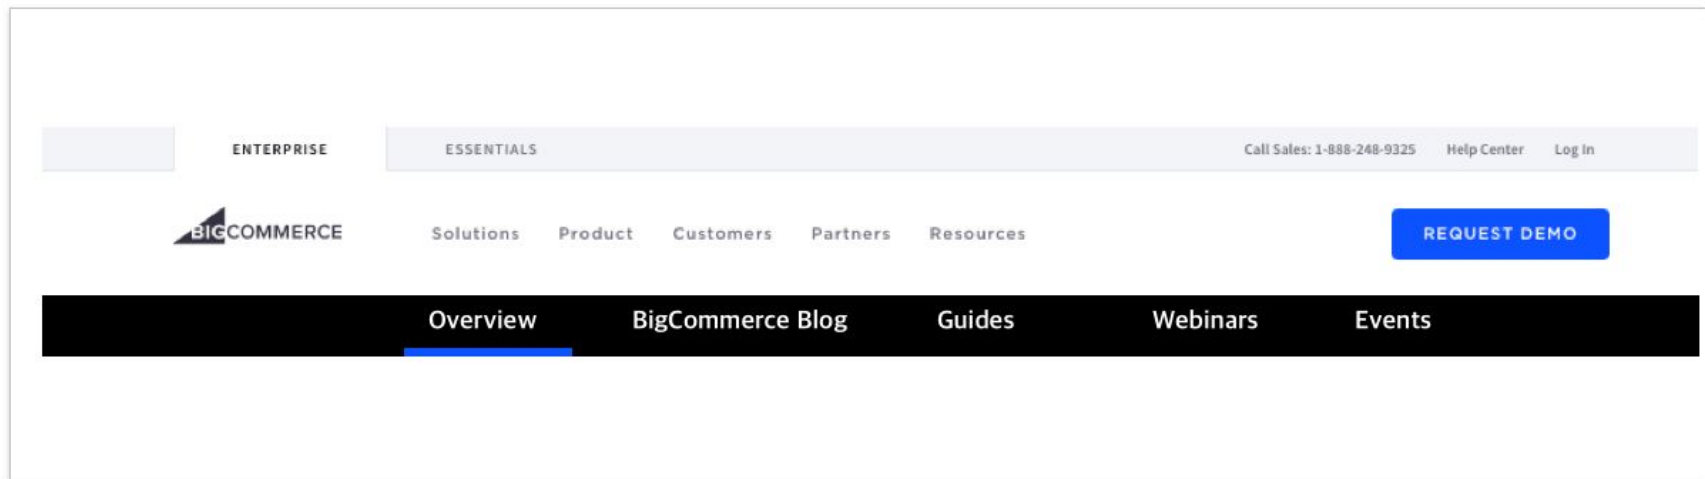 ENTERPRISE ESSENTIALS Call Sales: 1-888-248-9325 Help Center Log In
BIGCOMMERCE Solutions Product Customers Partners Resources REQUEST DEMO
Overview BigCommerce Blog Guides Webinars Events